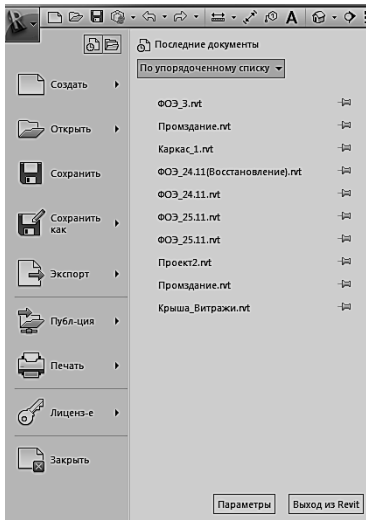 R
A
Последние документы
По упорядоченному списку
Создать
Открыть
Сохранить
Сохранить
как
Экспорт
Публ-ция
Печать
Лиценз-е
Закрыть
ФОЭ_3.rvt
Промздание.rvt
Каркас_1.rvt
ФОЭ_24.11(Восстановление).rvt
ФОЭ_24.11.rvt
ФОЭ_25.11.rvt
ФОЭ_25.11.rvt
Проект2.rvt
Промздание.rvt
Крыша_Витражи.rvt
Параметры
Выход из Revit